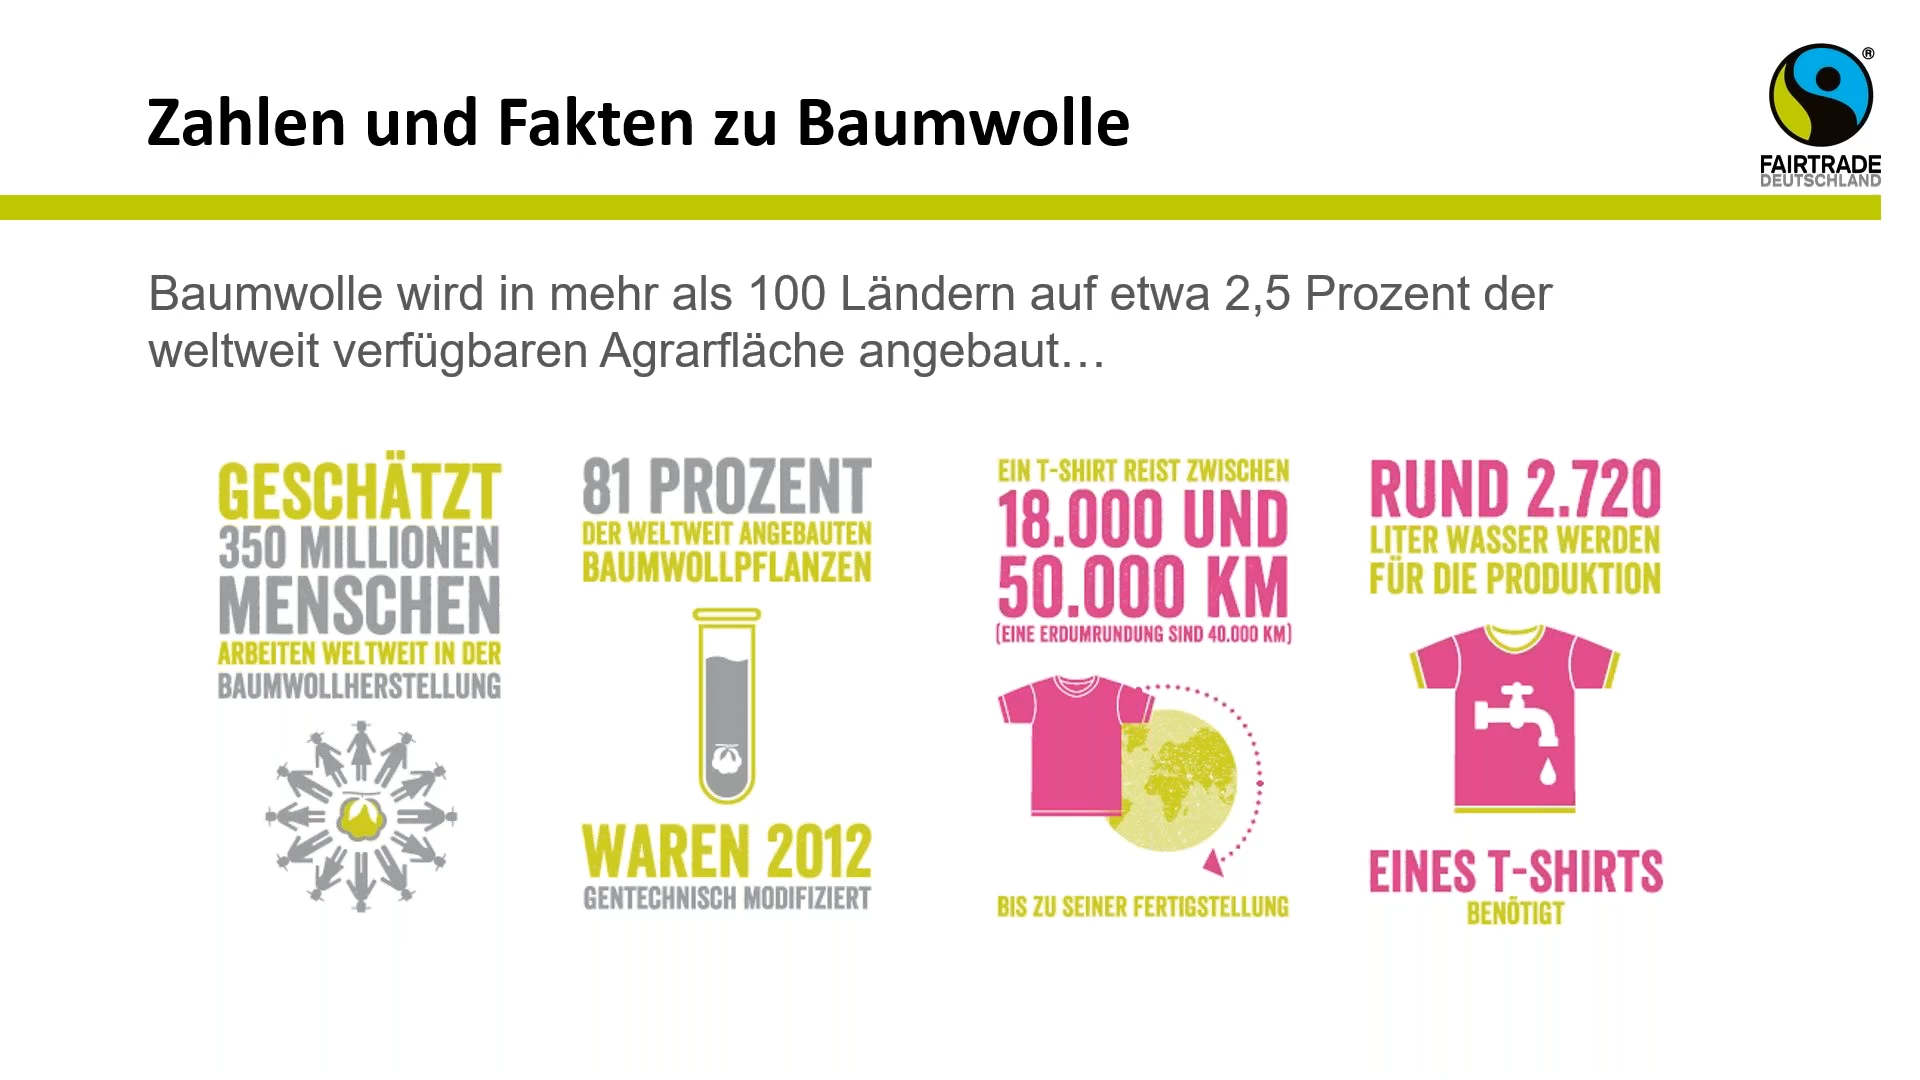 Zahlen und Fakten zu Baumwolle
®
FAIRTRADE
DEUTSCHLAND
Baumwolle wird in mehr als 100 Ländern auf etwa 2,5 Prozent der
weltweit verfügbaren Agrarfläche angebaut…
GESCHÄTZT
350 MILLIONEN
MENSCHEN
ARBEITEN WELTWEIT IN DER
BAUMWOLLHERSTELLUNG
81 PROZENT
DER WELTWEIT ANGEBAUTEN
BAUMWOLLPFLANZEN
WAREN 2012
GENTECHNISCH MODIFIZIERT
EIN T-SHIRT REIST ZWISCHEN
18.000 UND
50.000 KM
(EINE ERDUMRUNDUNG SIND 40.000 KM)
BIS ZU SEINER FERTIGSTELLUNG
RUND 2.720
LITER WASSER WERDEN
FÜR DIE PRODUKTION
EINES T-SHIRTS
BENÖTIGT